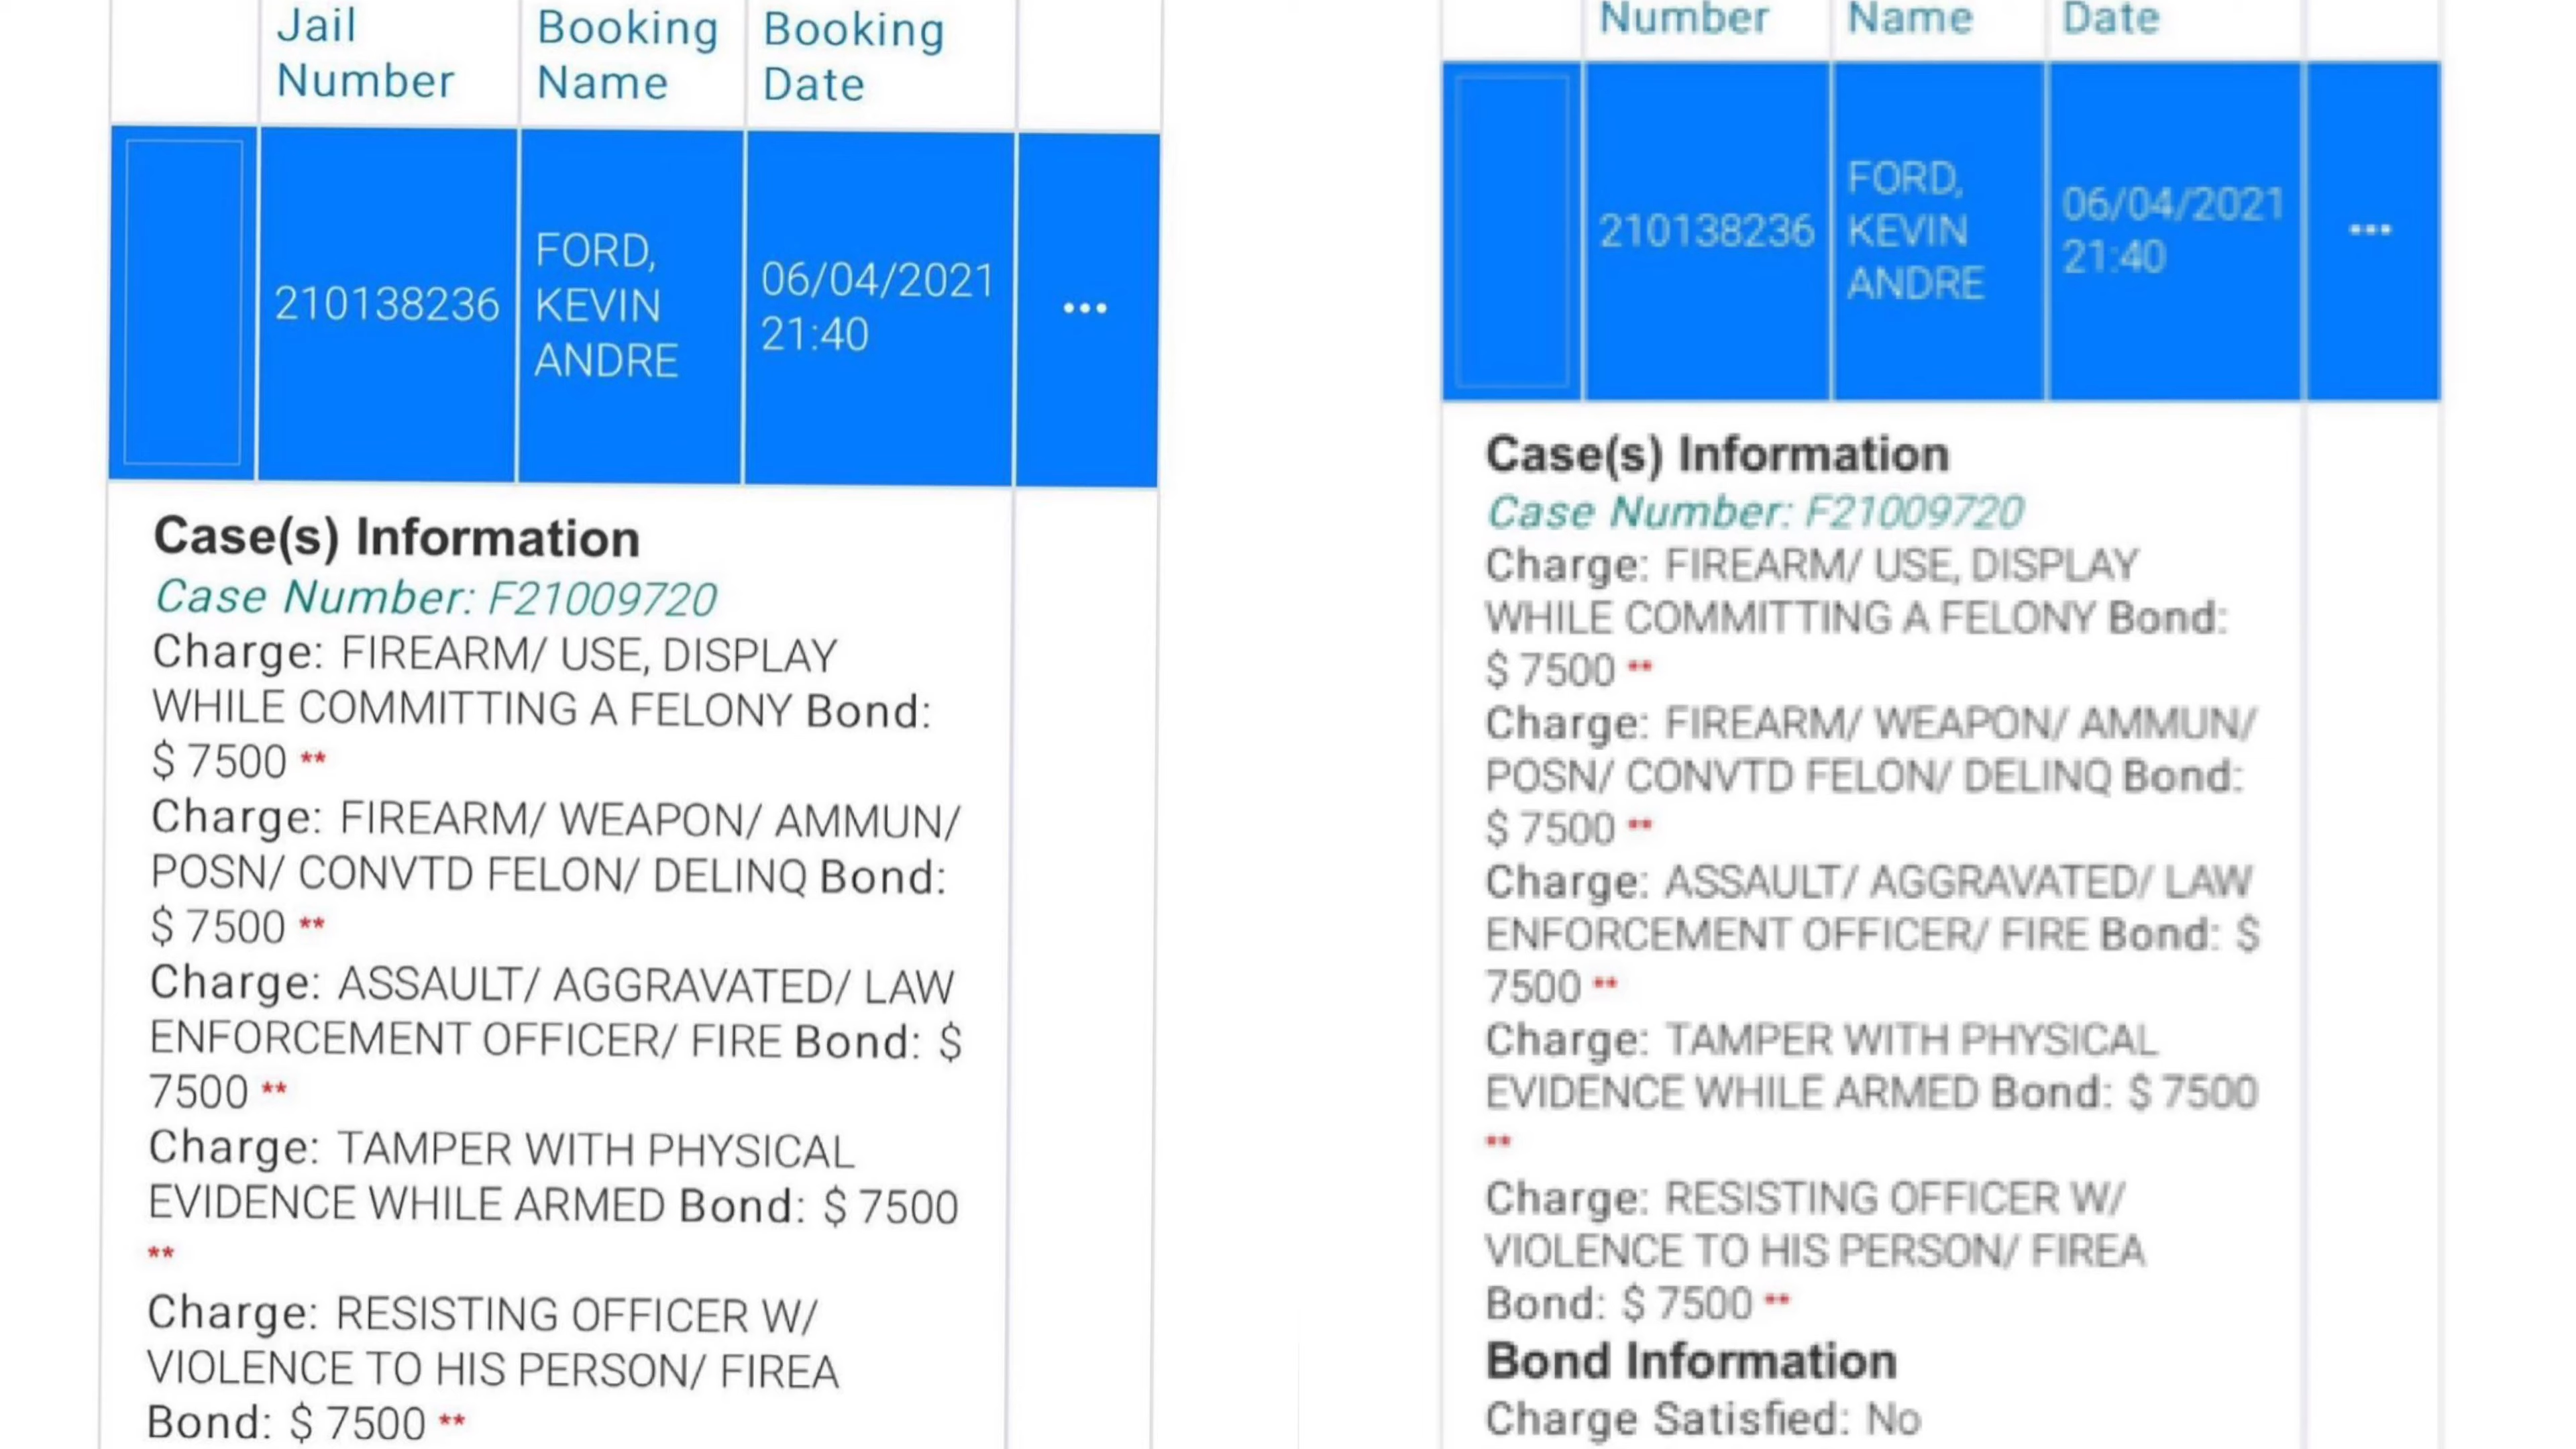 Jail Number
Booking Name
Booking Date
210138236
FORD, KEVIN ANDRE
06/04/2021 21:40
...
Case(s) Information
Case Number: F21009720
Charge: FIREARM/ USE, DISPLAY
WHILE COMMITTING A FELONY Bond:
$ 7500 **
Charge: FIREARM/ WEAPON/ AMMUN/
POSN/ CONVTD FELON/ DELINQ Bond:
$ 7500 **
Charge: ASSAULT/ AGGRAVATED/ LAW
ENFORCEMENT OFFICER/ FIRE Bond: $
7500 **
Charge: TAMPER WITH PHYSICAL
EVIDENCE WHILE ARMED Bond: $ 7500
**
Charge: RESISTING OFFICER W/
VIOLENCE TO HIS PERSON/ FIREA
Bond: $ 7500 **
Number
Name
Date
210138236
FORD, KEVIN ANDRE
06/04/2021 21:40
...
Case(s) Information
Case Number: F21009720
Charge: FIREARM/ USE, DISPLAY
WHILE COMMITTING A FELONY Bond:
$ 7500 **
Charge: FIREARM/ WEAPON/ AMMUN/
POSN/ CONVTD FELON/ DELINQ Bond:
$ 7500 **
Charge: ASSAULT/ AGGRAVATED/ LAW
ENFORCEMENT OFFICER/ FIRE Bond: $
7500 **
Charge: TAMPER WITH PHYSICAL
EVIDENCE WHILE ARMED Bond: $ 7500
**
Charge: RESISTING OFFICER W/
VIOLENCE TO HIS PERSON/ FIREA
Bond: $ 7500 **
Bond Information
Charge Satisfied: No